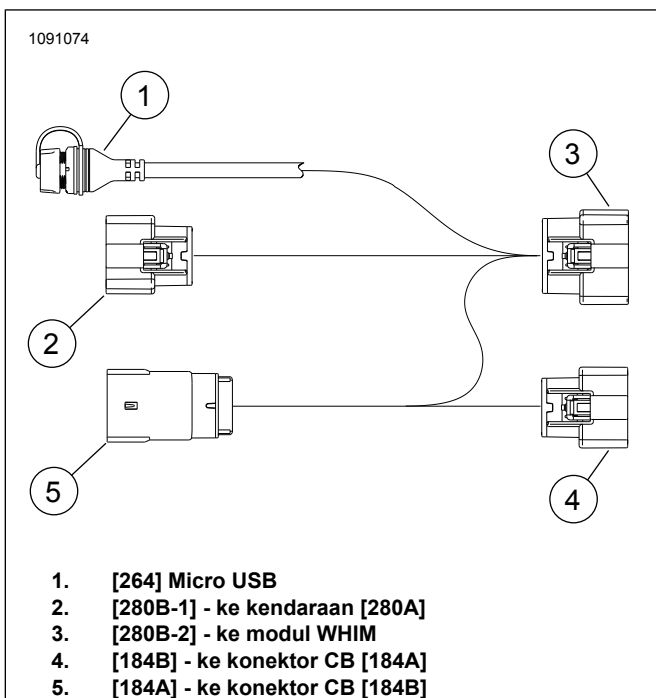 1091074
1
3
2
5
4
1. [264] Micro USB
2. [280B-1] - ke kendaraan [280A]
3. [280B-2] - ke modul WHIM
4. [184B] - ke konektor CB [184A]
5. [184A] - ke konektor CB [184B]